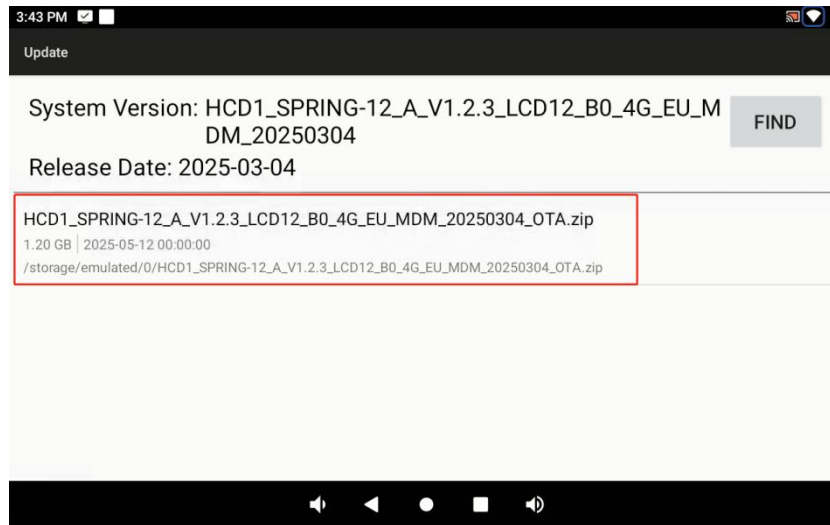 3:43 PM
Update
System Version: HCD1_SPRING-12_A_V1.2.3_LCD12_B0_4G_EU_M
DM_20250304
FIND
Release Date: 2025-03-04
HCD1_SPRING-12_A_V1.2.3_LCD12_B0_4G_EU_MDM_20250304_OTA.zip
1.20 GB 2025-05-12 00:00:00
/storage/emulated/0/HCD1_SPRING-12_A_V1.2.3_LCD12_B0_4G_EU_MDM_20250304_OTA.zip